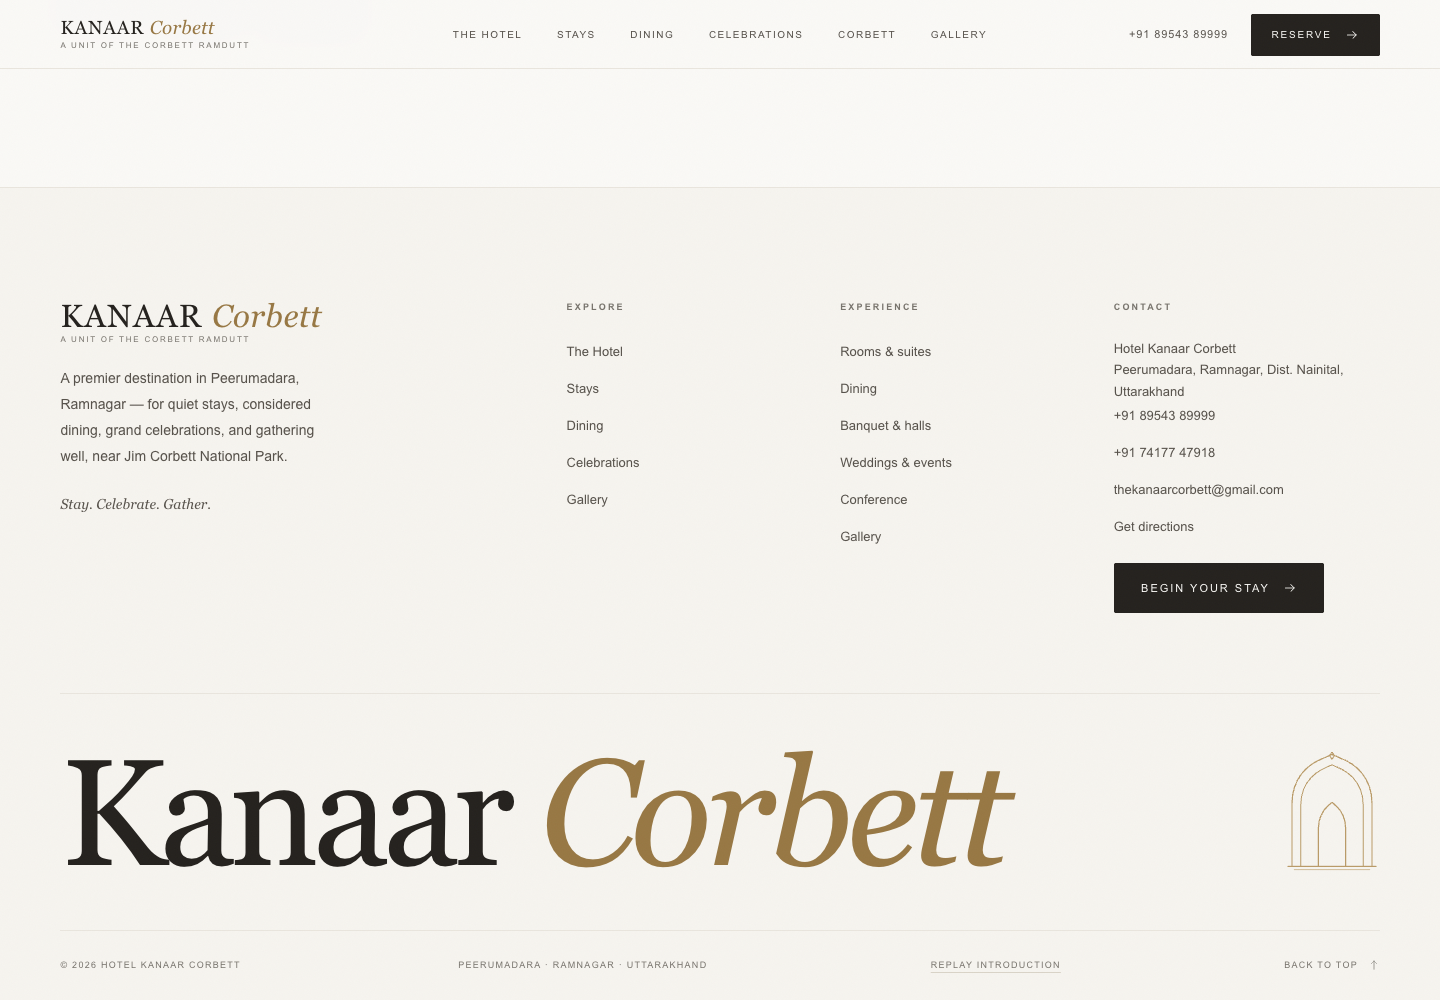 KANAAR Corbett
A UNIT OF THE CORBETT RAMDUTT
THE HOTEL
STAYS
DINING
CELEBRATIONS
CORBETT
GALLERY
+91 89543 89999
RESERVE →
KANAAR Corbett
A UNIT OF THE CORBETT RAMDUTT
A premier destination in Peerumadara,
Ramnagar — for quiet stays, considered
dining, grand celebrations, and gathering
well, near Jim Corbett National Park.
Stay. Celebrate. Gather.
EXPLORE
The Hotel
Stays
Dining
Celebrations
Gallery
EXPERIENCE
Rooms & suites
Dining
Banquet & halls
Weddings & events
Conference
Gallery
CONTACT
Hotel Kanaar Corbett
Peerumadara, Ramnagar, Dist. Nainital,
Uttarakhand
+91 89543 89999
+91 74177 47918
thekanaarcorbett@gmail.com
Get directions
BEGIN YOUR STAY →
Kanaar Corbett
© 2026 HOTEL KANAAR CORBETT
PEERUMADARA · RAMNAGAR · UTTARAKHAND
REPLAY INTRODUCTION
BACK TO TOP ↑